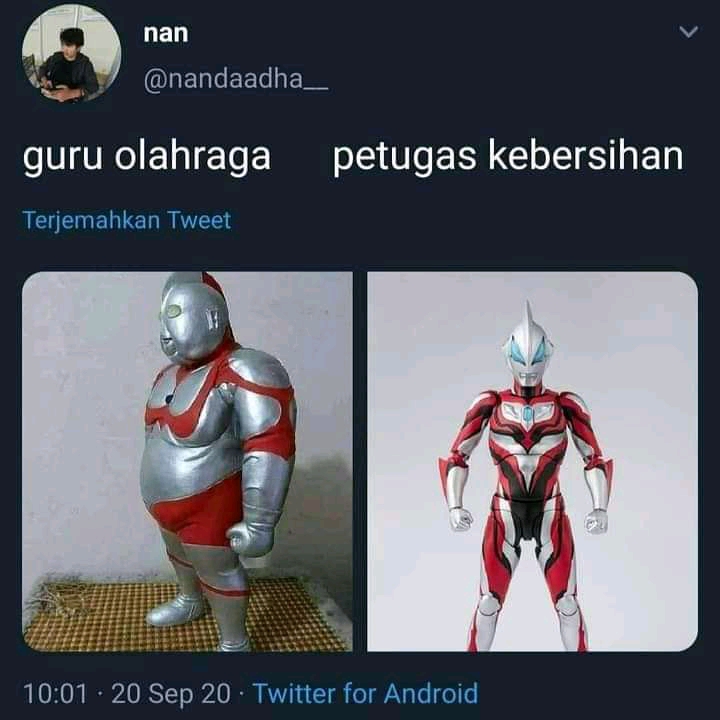 nan
@nandaadha__
guru olahraga petugas kebersihan
Terjemahkan Tweet
10:01 · 20 Sep 20 · Twitter for Android